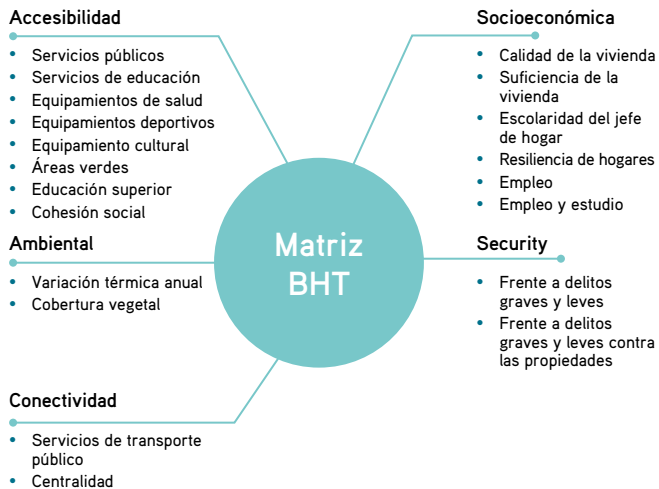 Accesibilidad
• Servicios públicos
• Servicios de educación
• Equipamientos de salud
• Equipamientos deportivos
• Equipamiento cultural
• Áreas verdes
• Educación superior
• Cohesión social
Ambiental
• Variación térmica anual
• Cobertura vegetal
Conectividad
• Servicios de transporte
público
• Centralidad
Matriz
BHT
Socioeconómica
• Calidad de la vivienda
• Suficiencia de la
vivienda
• Escolaridad del jefe
de hogar
• Resiliencia de hogares
• Empleo
• Empleo y estudio
Security
• Frente a delitos
graves y leves
• Frente a delitos
graves y leves contra
las propiedades